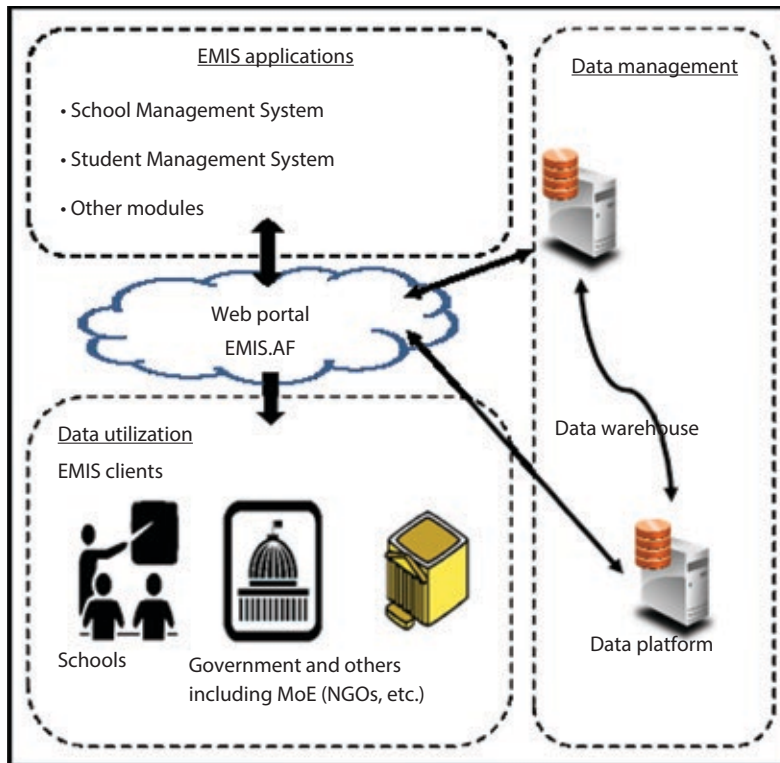 EMIS applications
• School Management System
• Student Management System
• Other modules
Data management
Web portal
EMIS.AF
Data utilization
EMIS clients
Data warehouse
Schools
Government and others
including MoE (NGOs, etc.)
Data platform